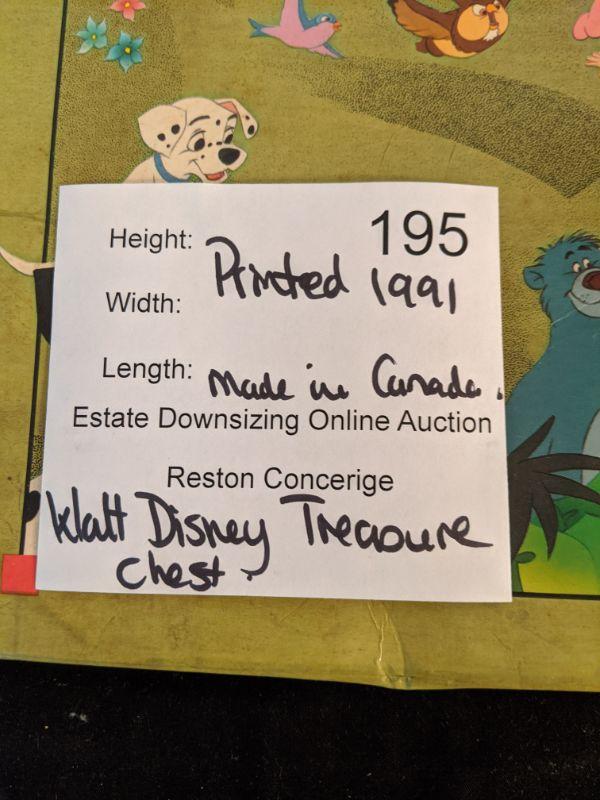 195
Height:
Printed 1991
Width:
Length: Made in Canada.
Estate Downsizing Online Auction
Reston Concerige
Walt Disney Treasure
Chest.